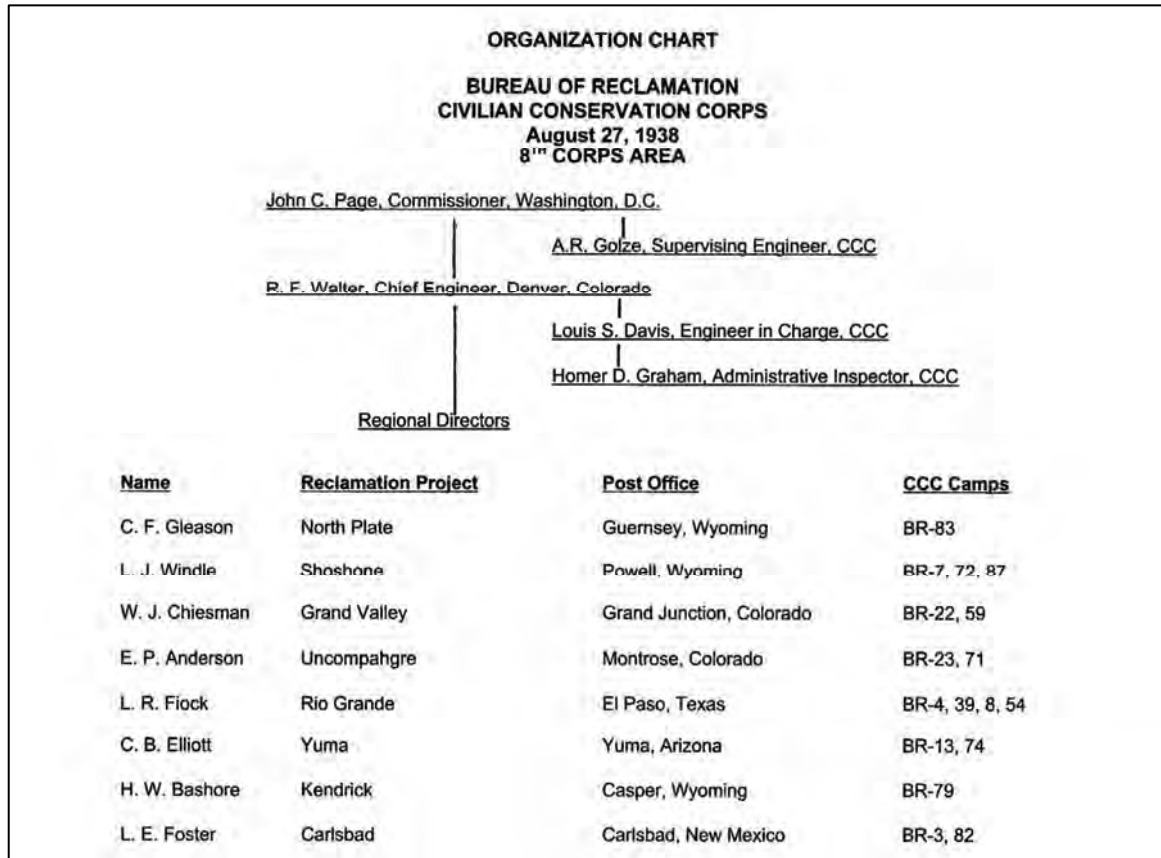 ORGANIZATION CHART
BUREAU OF RECLAMATION
CIVILIAN CONSERVATION CORPS
August 27, 1938
8TH CORPS AREA
John C. Page, Commissioner, Washington, D.C.
A.R. Golze, Supervising Engineer, CCC
R. F. Walter, Chief Engineer, Denver, Colorado
Louis S. Davis, Engineer in Charge, CCC
Homer D. Graham, Administrative Inspector, CCC
Regional Directors
Name Reclamation Project Post Office CCC Camps
C. F. Gleason North Plate Guernsey, Wyoming BR-83
L. J. Windle Shoshone Powell, Wyoming BR-7, 72, 87
W. J. Chiesman Grand Valley Grand Junction, Colorado BR-22, 59
E. P. Anderson Uncompahgre Montrose, Colorado BR-23, 71
L. R. Fiock Rio Grande El Paso, Texas BR-4, 39, 8, 54
C. B. Elliott Yuma Yuma, Arizona BR-13, 74
H. W. Bashore Kendrick Casper, Wyoming BR-79
L. E. Foster Carlsbad Carlsbad, New Mexico BR-3, 82